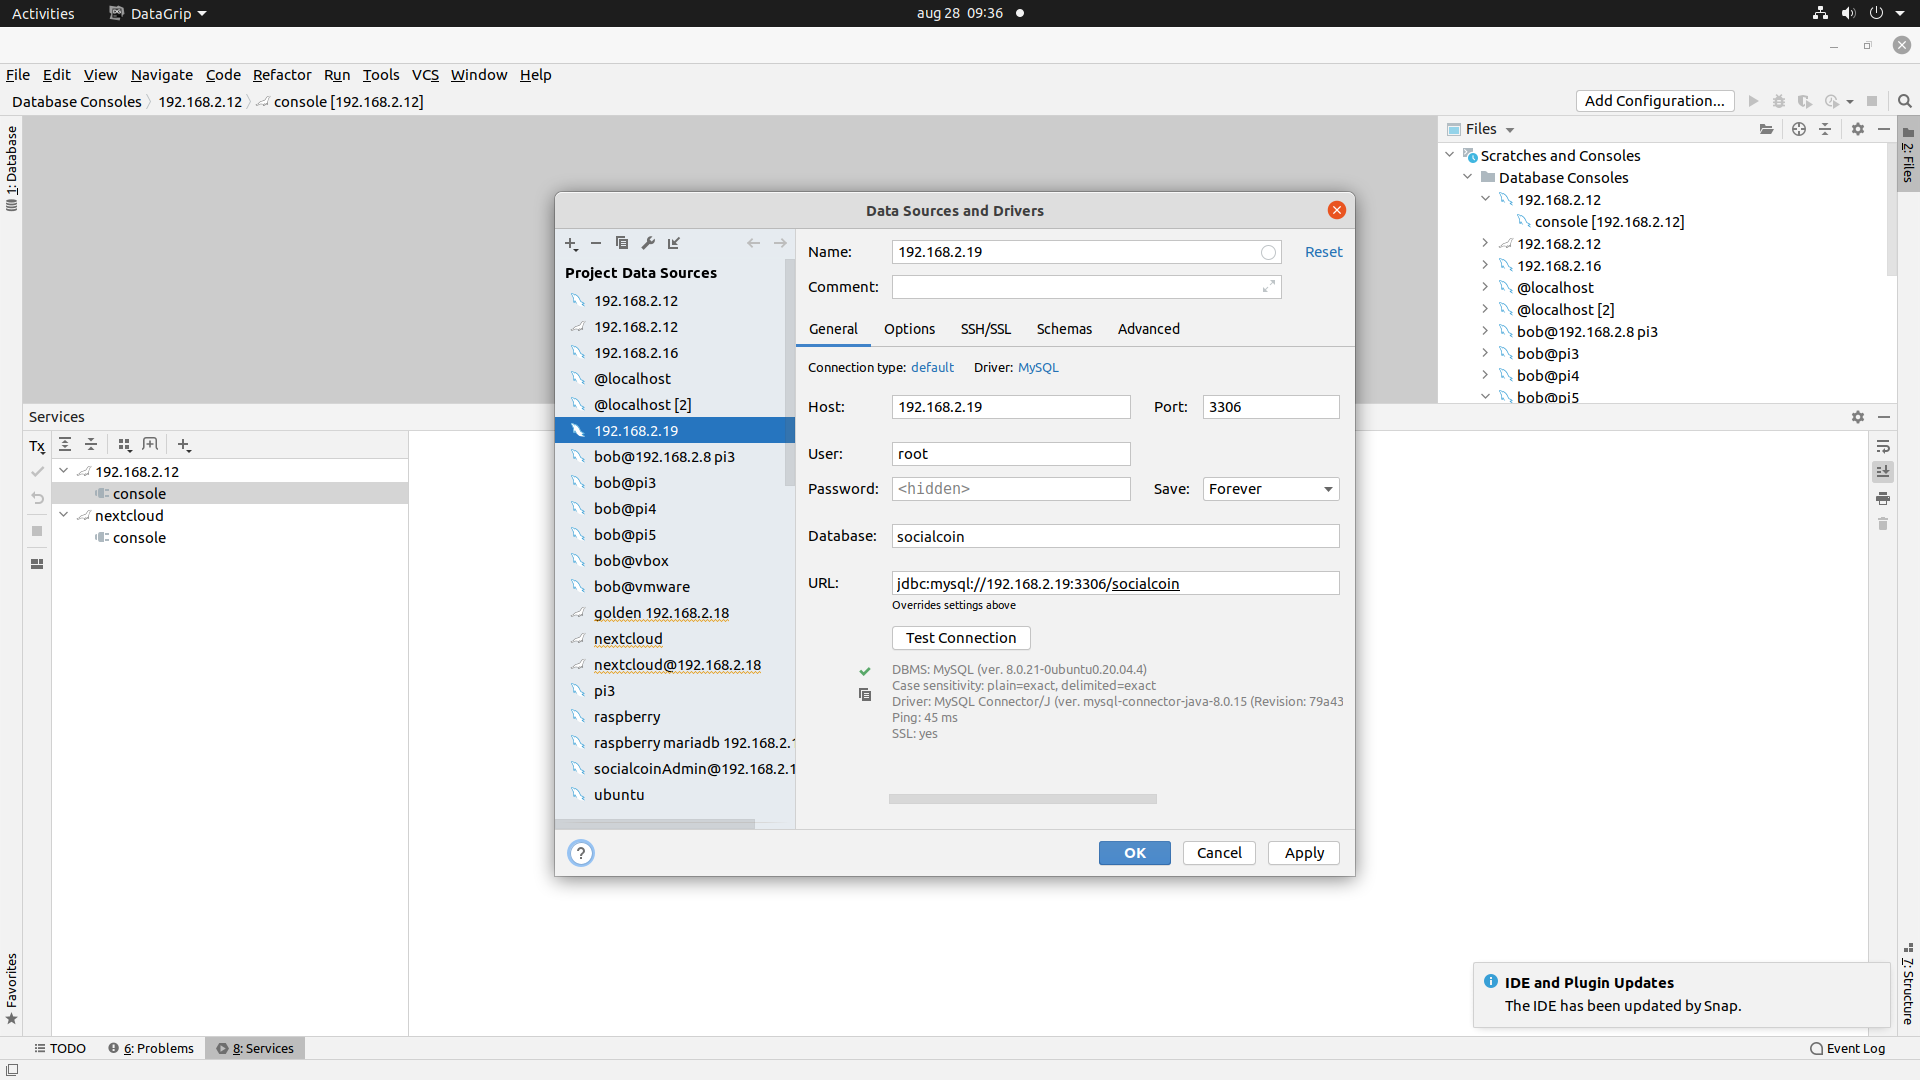 Activities
DataGrip
aug 28 09:36
File Edit View Navigate Code Refactor Run Tools VCS Window Help
Database Consoles 192.168.2.12 console [192.168.2.12]
Add Configuration...
1: Database
Favorites
Files
Scratches and Consoles
Database Consoles
192.168.2.12
console [192.168.2.12]
192.168.2.12
192.168.2.16
@localhost
@localhost [2]
bob@192.168.2.8 pi3
bob@pi3
bob@pi4
bob@pi5
2: Files
7: Structure
Services
Tx
192.168.2.12
console
nextcloud
console
Data Sources and Drivers
Project Data Sources
192.168.2.12
192.168.2.12
192.168.2.16
@localhost
@localhost [2]
192.168.2.19
bob@192.168.2.8 pi3
bob@pi3
bob@pi4
bob@pi5
bob@vbox
bob@vmware
golden 192.168.2.18
nextcloud
nextcloud@192.168.2.18
pi3
raspberry
raspberry mariadb 192.168.2.1
socialcoinAdmin@192.168.2.1
ubuntu
Name: 192.168.2.19 Reset
Comment:
General Options SSH/SSL Schemas Advanced
Connection type: default Driver: MySQL
Host: 192.168.2.19 Port: 3306
User: root
Password: <hidden> Save: Forever
Database: socialcoin
URL: jdbc:mysql://192.168.2.19:3306/socialcoin
Overrides settings above
Test Connection
DBMS: MySQL (ver. 8.0.21-0ubuntu0.20.04.4)
Case sensitivity: plain=exact, delimited=exact
Driver: MySQL Connector/J (ver. mysql-connector-java-8.0.15 (Revision: 79a43
Ping: 45 ms
SSL: yes
?
OK Cancel Apply
IDE and Plugin Updates
The IDE has been updated by Snap.
TODO 6: Problems 8: Services
Event Log